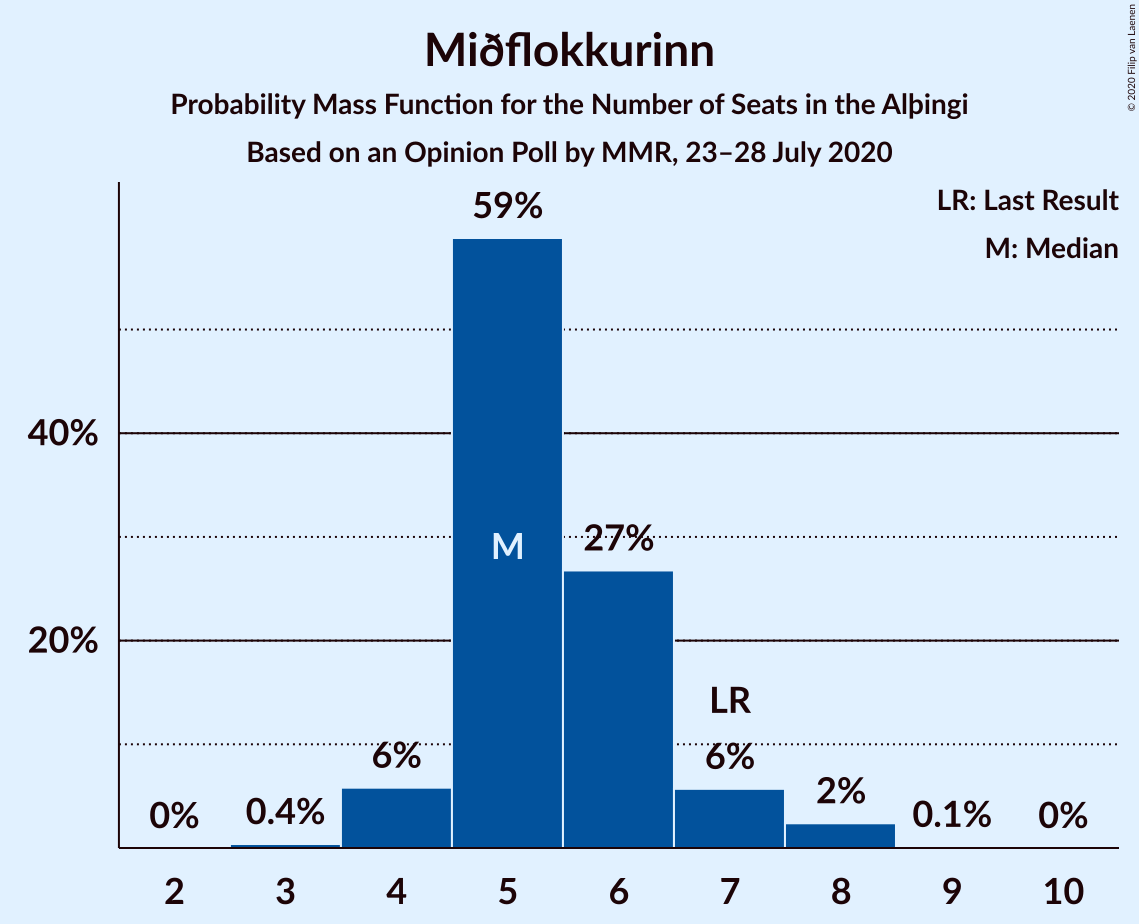 Miðflokkurinn
Probability Mass Function for the Number of Seats in the Alþingi
Based on an Opinion Poll by MMR, 23–28 July 2020
© 2020 Filip van Laenen
LR: Last Result
M: Median
59%
40%
M
27%
20%
LR
6%
6%
2%
0%
0.4%
0.1%
0%
2 3 4 5 6 7 8 9 10